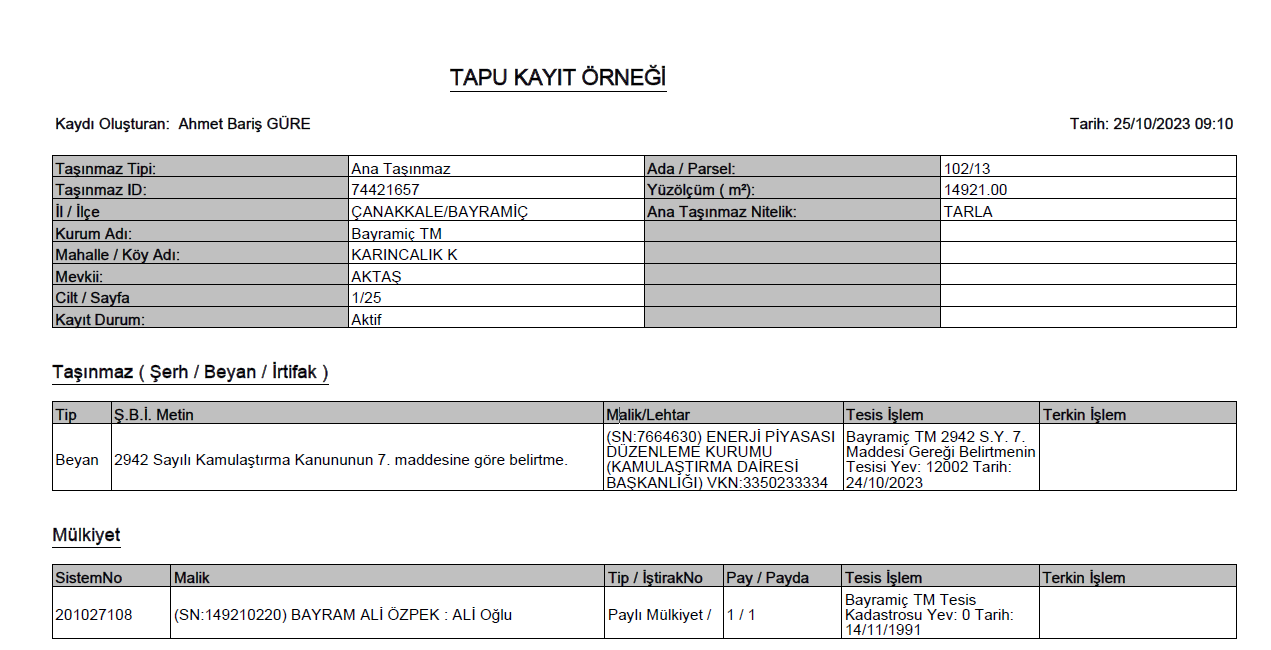 TAPU KAYIT ÖRNEĞİ
Kaydı Oluşturan: Ahmet Bariş GÜRE Tarih: 25/10/2023 09:10
Taşınmaz Tipi: Ana Taşınmaz Ada / Parsel: 102/13
Taşınmaz ID: 74421657 Yüzölçüm ( m²): 14921.00
İl / İlçe ÇANAKKALE/BAYRAMİÇ Ana Taşınmaz Nitelik: TARLA
Kurum Adı: Bayramiç TM
Mahalle / Köy Adı: KARINCALIK K
Mevkii: AKTAŞ
Cilt / Sayfa 1/25
Kayıt Durum: Aktif
Taşınmaz ( Şerh / Beyan / İrtifak )
Tip Ş.B.İ. Metin Malik/Lehtar Tesis İşlem Terkin İşlem
Beyan 2942 Sayılı Kamulaştırma Kanununun 7. maddesine göre belirtme.
(SN:7664630) ENERJİ PİYASASI
DÜZENLEME KURUMU
(KAMULAŞTIRMA DAİRESİ
BAŞKANLIĞI) VKN:3350233334
Bayramiç TM 2942 S.Y. 7.
Maddesi Gereği Belirtmenin
Tesisi Yev: 12002 Tarih:
24/10/2023
Mülkiyet
SistemNo Malik Tip / İştirakNo Pay / Payda Tesis İşlem Terkin İşlem
201027108 (SN:149210220) BAYRAM ALİ ÖZPEK : ALİ Oğlu Paylı Mülkiyet / 1 / 1
Bayramiç TM Tesis
Kadastrosu Yev: 0 Tarih:
14/11/1991